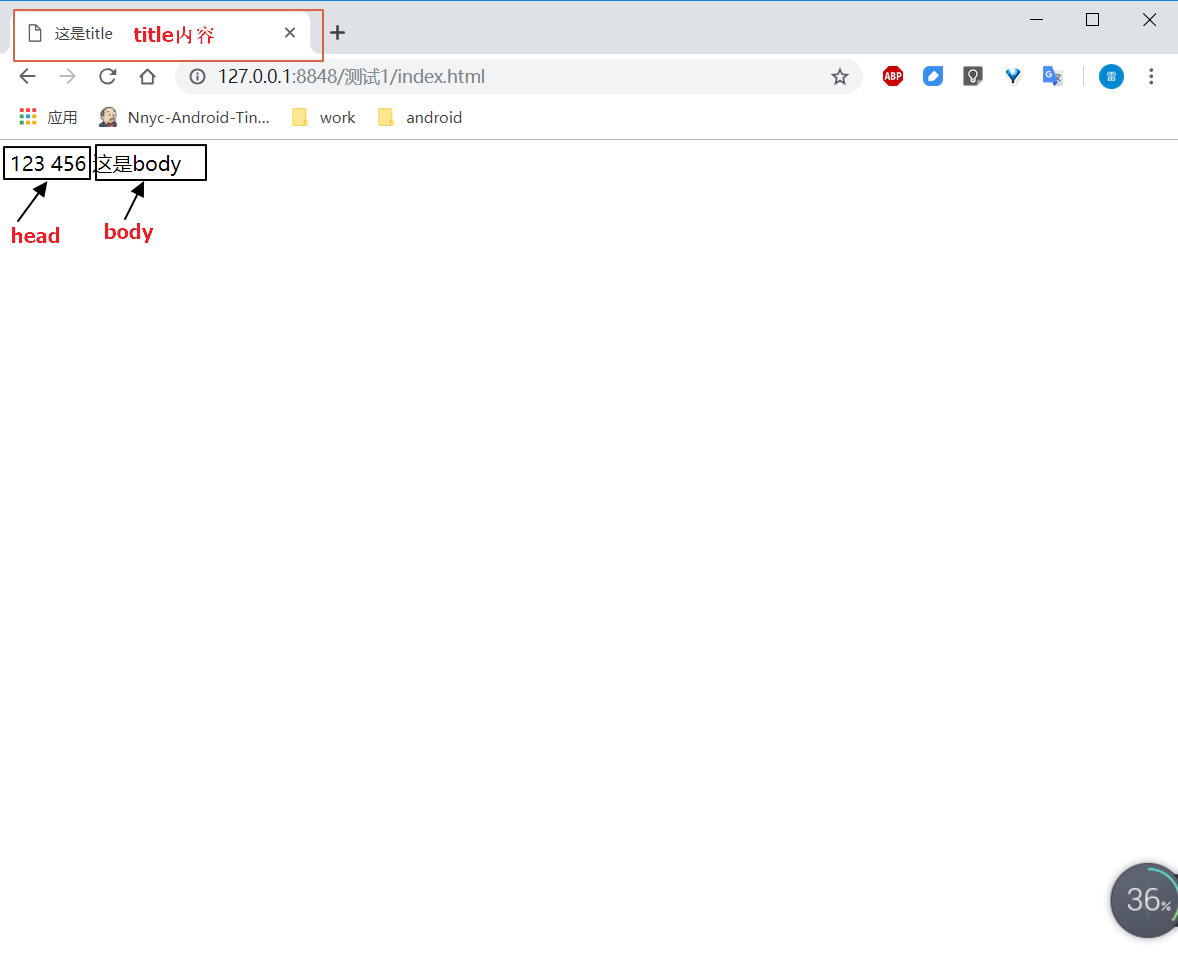 这是title title内容
127.0.0.1:8848/测试1/index.html
ABP
G 文
雷
应用 Nnyc-Android-Tin... work android
123 456 这是body
head body
36%